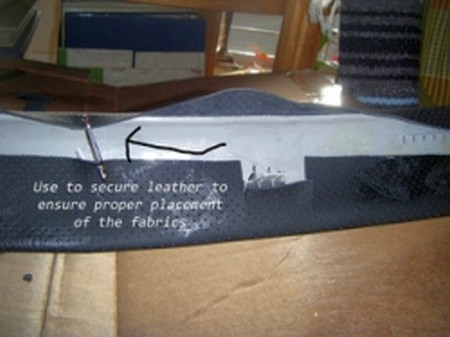 Use to secure leather to
ensure proper placement
of the fabrics